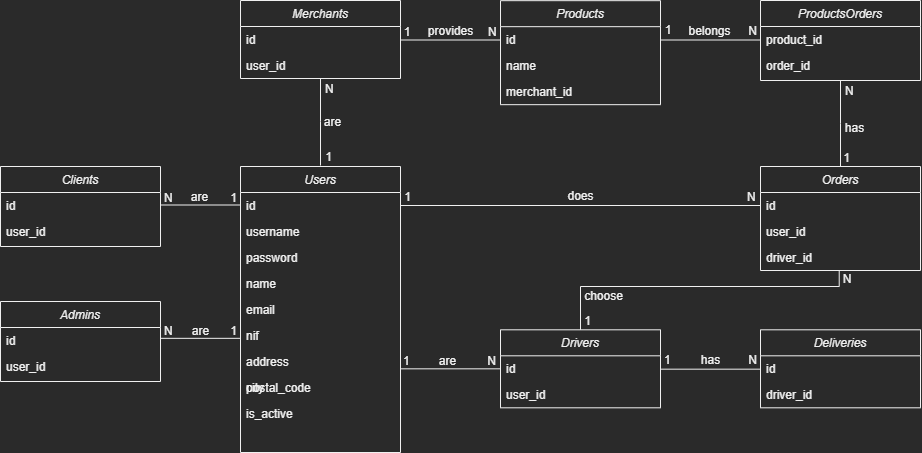 Merchants
id
user_id
1 provides N
Products
id
name
merchant_id
1 belongs N
ProductsOrders
product_id
order_id
N
are
1
N
has
1
Clients
id
user_id
N are 1
Users
id
username
password
name
email
nif
address
postal_code
city
is_active
1 does N
Orders
id
user_id
driver_id
N
choose
1
Admins
id
user_id
N are 1
1 are N
Drivers
id
user_id
1 has N
Deliveries
id
driver_id